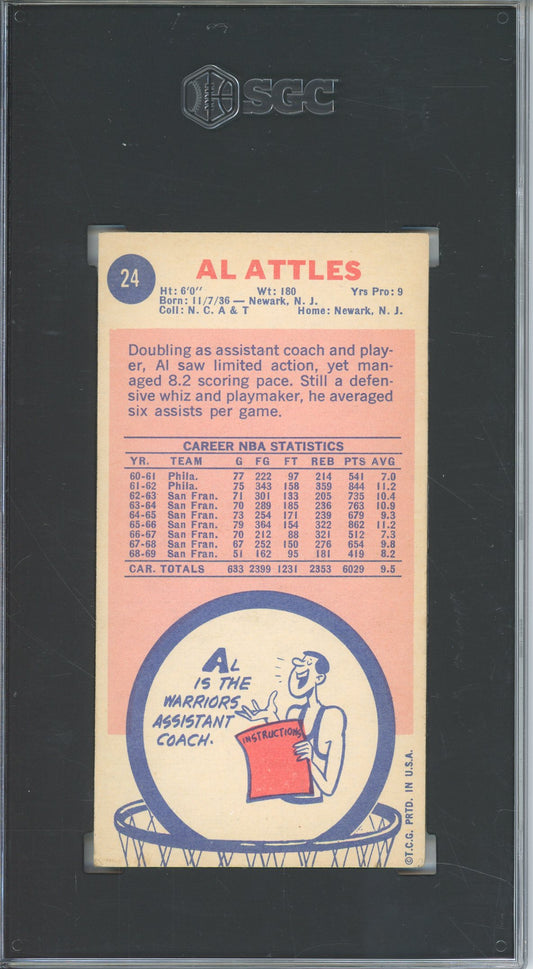 SGC
24
AL ATTLES
Ht: 6'0" Wt: 180 Yrs Pro: 9
Born: 11/7/36 — Newark, N. J.
Coll: N. C. A & T Home: Newark, N. J.
Doubling as assistant coach and play-
er, Al saw limited action, yet man-
aged 8.2 scoring pace. Still a defen-
sive whiz and playmaker, he averaged
six assists per game.
CAREER NBA STATISTICS
YR. TEAM G FG FT REB PTS AVG
60-61 Phila. 77 222 97 214 541 7.0
61-62 Phila. 75 343 158 359 844 11.2
62-63 San Fran. 71 301 133 205 735 10.4
63-64 San Fran. 70 289 185 236 763 10.9
64-65 San Fran. 73 254 171 239 679 9.3
65-66 San Fran. 79 364 154 322 862 11.2
66-67 San Fran. 70 212 88 321 512 7.3
67-68 San Fran. 67 252 150 276 654 9.8
68-69 San Fran. 51 162 95 181 419 8.2
CAR. TOTALS 633 2399 1231 2353 6029 9.5
AL
IS THE
WARRIORS
ASSISTANT
COACH.
INSTRUCTIONS
©T.C.G. PRTD. IN U.S.A.